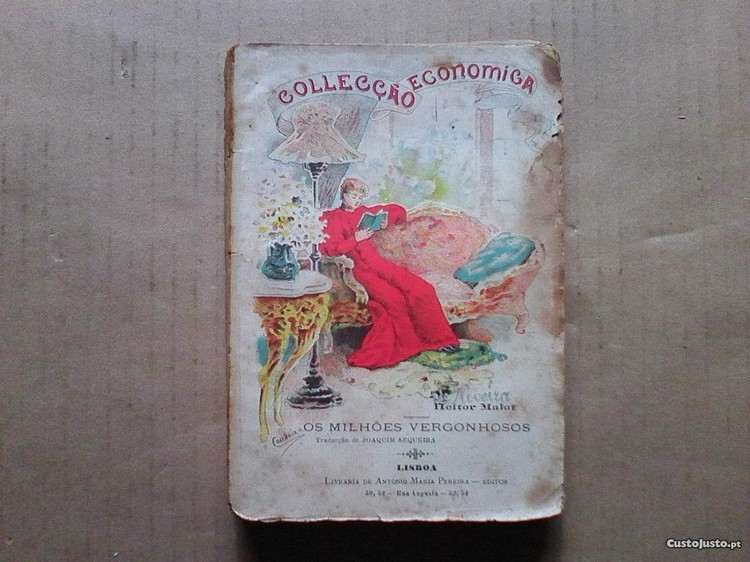 COLLECÇÃO ECONOMICA
Heitor Malot
OS MILHÕES VERGONHOSOS
Traducção de JOAQUIM SEQUEIRA
LISBOA
LIVRARIA DE ANTONIO MARIA PEREIRA — EDITOR
50, 52 — Rua Augusta — 52, 54
CustoJusto.pt